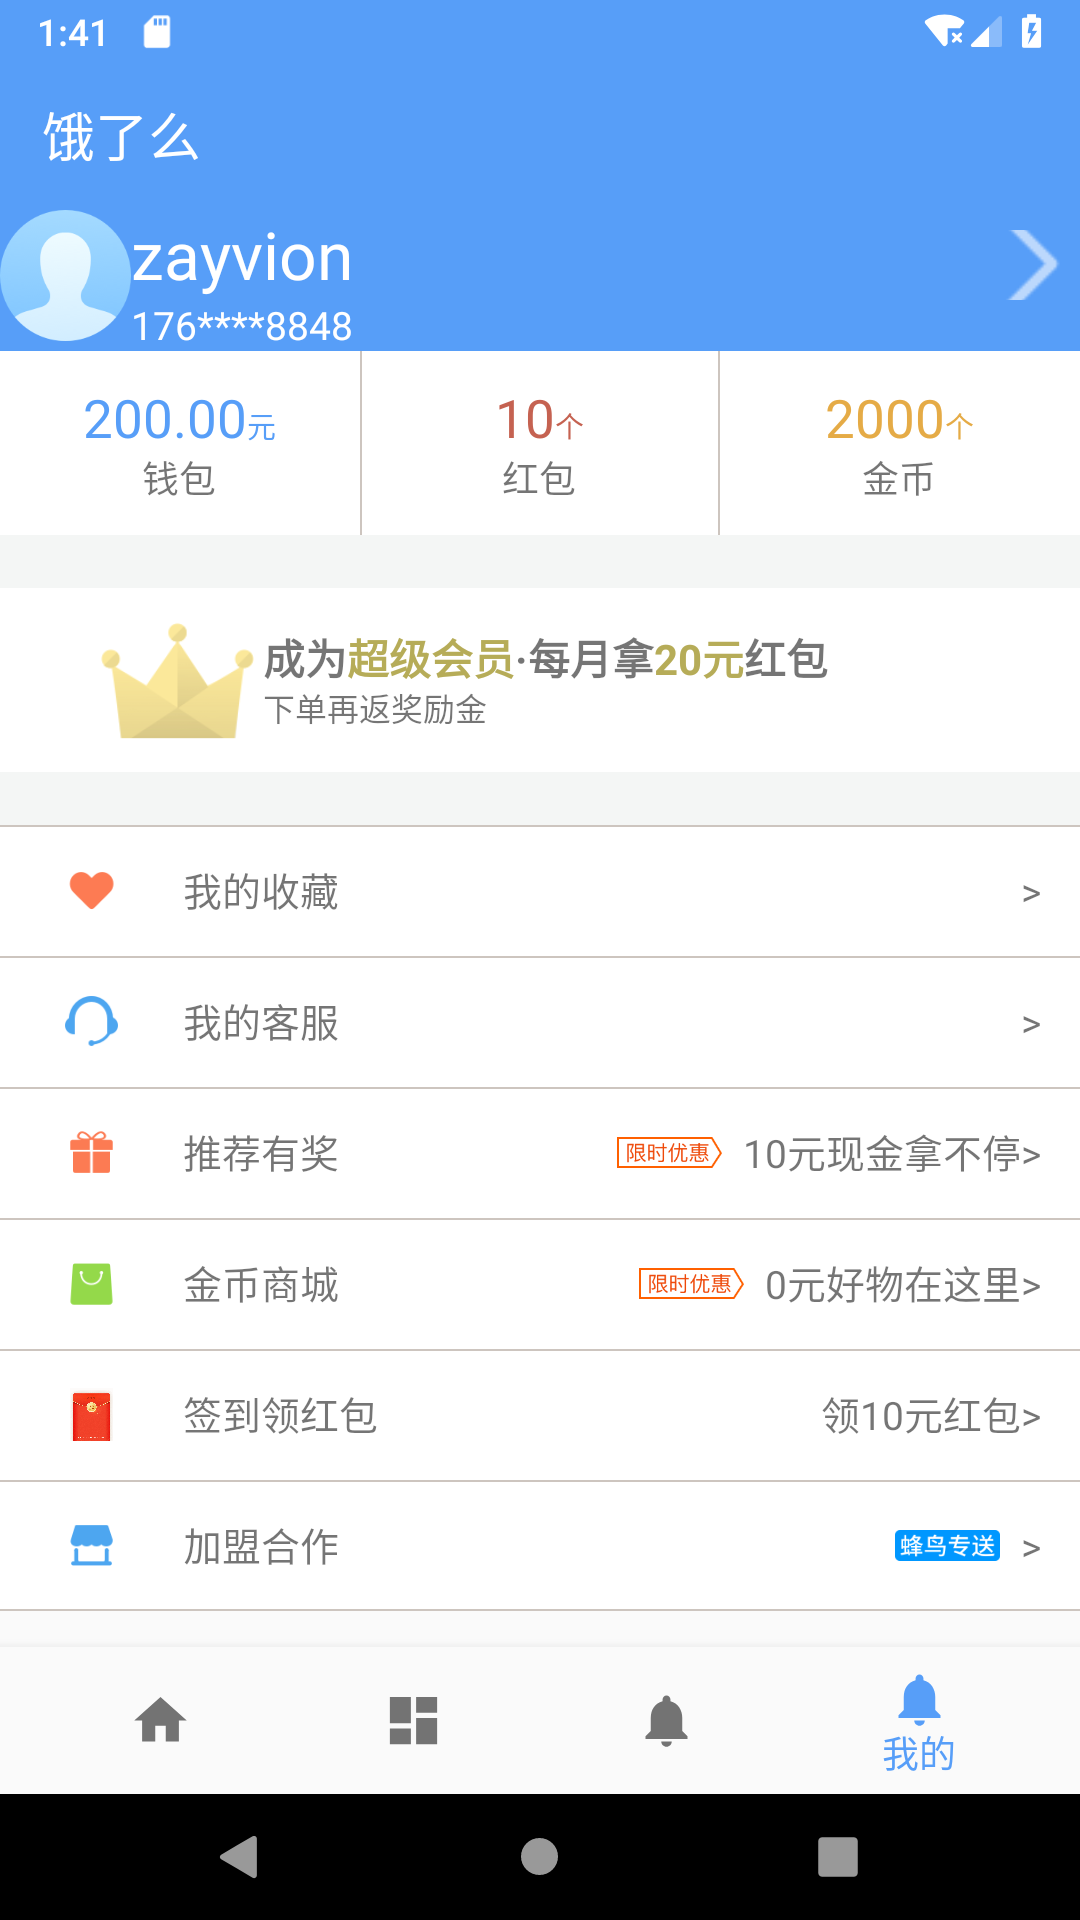 1:41
饿了么
zayvion
176****8848
200.00元
10个
2000个
钱包
红包
金币
成为超级会员·每月拿20元红包
下单再返奖励金
我的收藏 >
我的客服 >
推荐有奖 限时优惠 10元现金拿不停>
金币商城 限时优惠 0元好物在这里>
签到领红包 领10元红包>
加盟合作 蜂鸟专送 >
我的